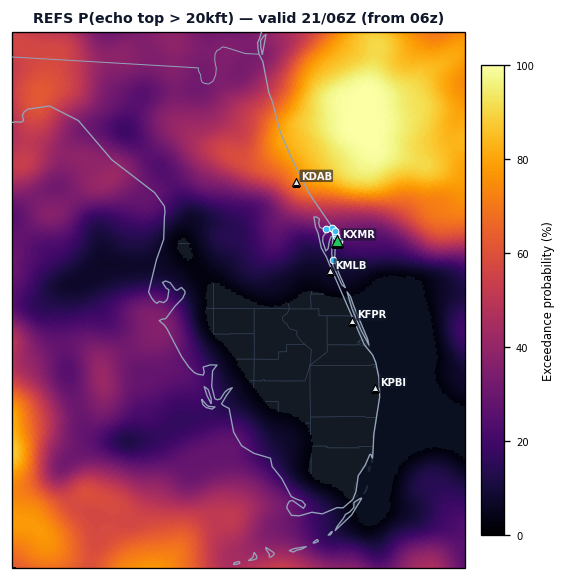 REFS P(echo top > 20kft) — valid 21/06Z (from 06z)
KDAB
KXMR
KMLB
KFPR
KPBI
100
80
60
40
20
0
Exceedance probability (%)